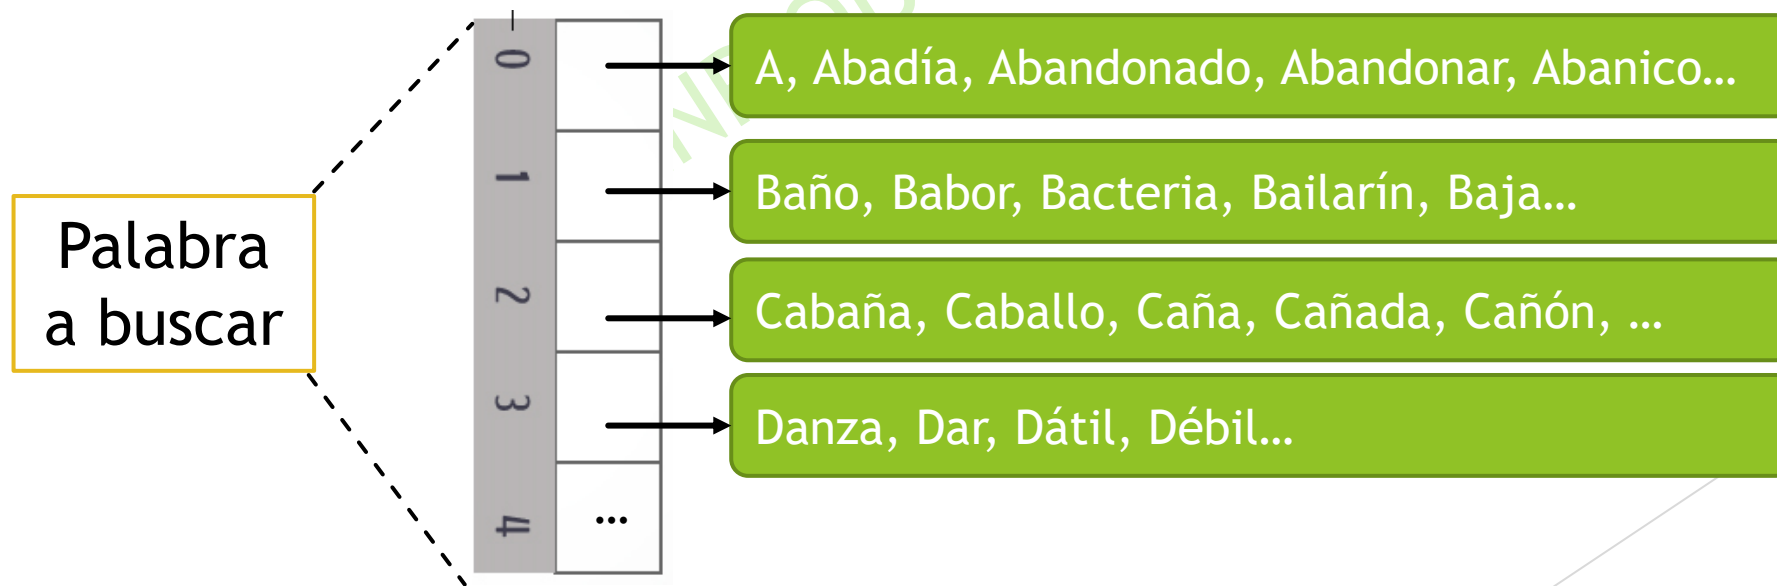 Palabra
a buscar
0
A, Abadía, Abandonado, Abandonar, Abanico…
1
Baño, Babor, Bacteria, Bailarín, Baja…
2
Cabaña, Caballo, Caña, Cañada, Cañón, …
3
Danza, Dar, Dátil, Débil…
4
…